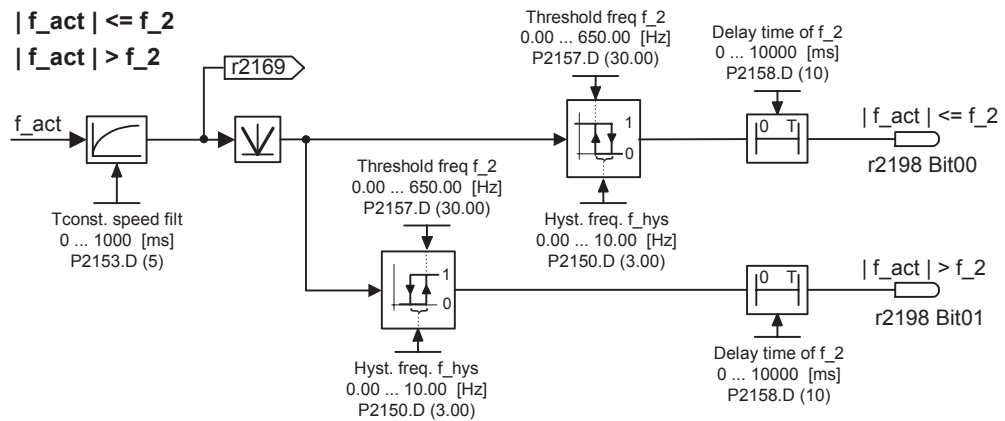 | f_act | <= f_2
| f_act | > f_2
r2169
f_act
Tconst. speed filt
0 ... 1000 [ms]
P2153.D (5)
Threshold freq f_2
0.00 ... 650.00 [Hz]
P2157.D (30.00)
1
0
Hyst. freq. f_hys
0.00 ... 10.00 [Hz]
P2150.D (3.00)
Delay time of f_2
0 ... 10000 [ms]
P2158.D (10)
0 T
| f_act | <= f_2
r2198 Bit00
Threshold freq f_2
0.00 ... 650.00 [Hz]
P2157.D (30.00)
1
0
Hyst. freq. f_hys
0.00 ... 10.00 [Hz]
P2150.D (3.00)
0 T
Delay time of f_2
0 ... 10000 [ms]
P2158.D (10)
| f_act | > f_2
r2198 Bit01